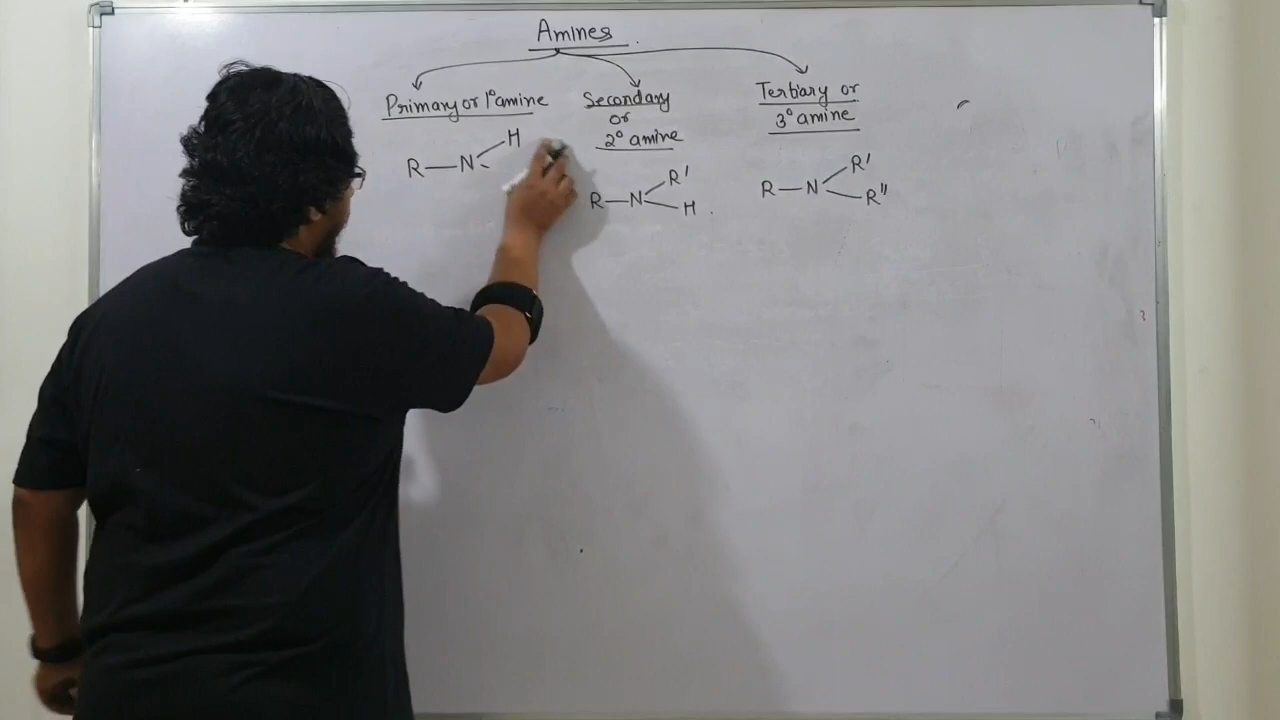 Amines
Primary or 1° amine
Secondary
or
2° amine
Tertiary or
3° amine
R—N
H
R—N
R'
H
R—N
R'
R"